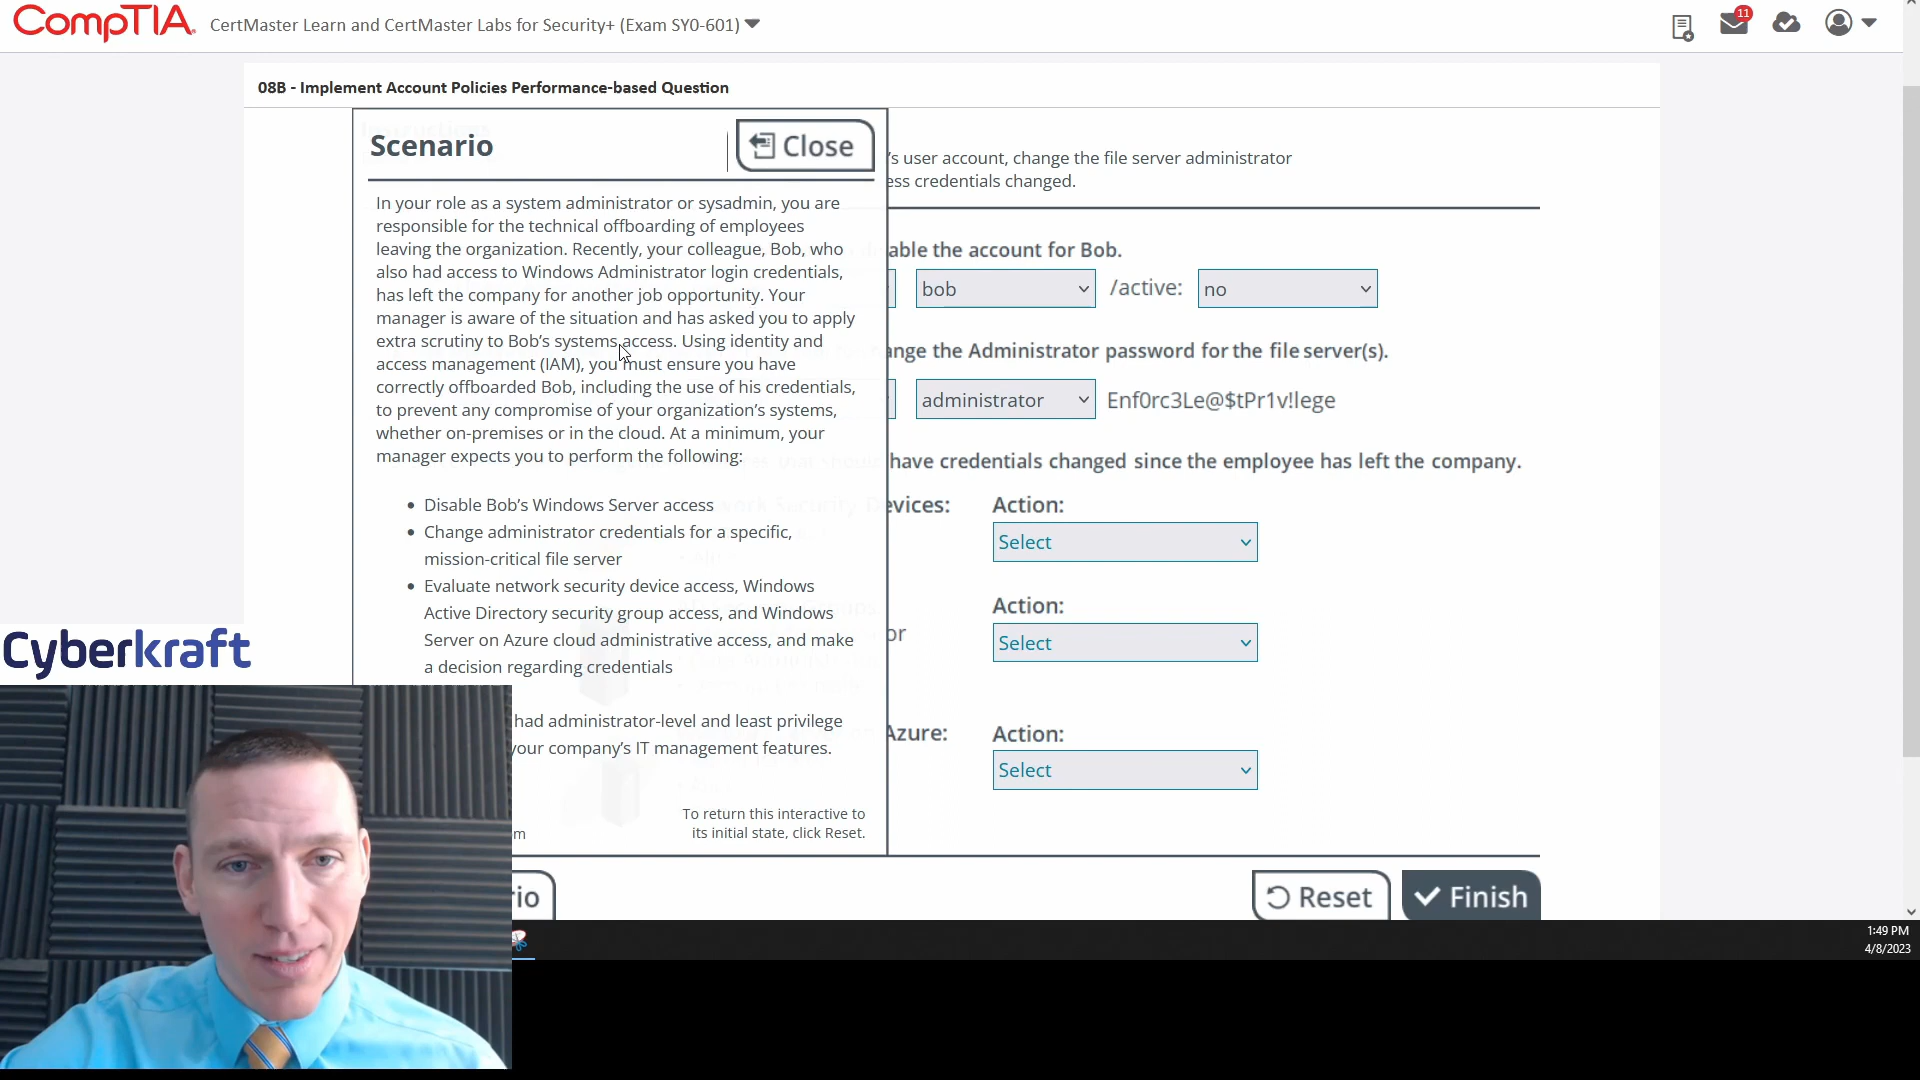 CompTIA.
CertMaster Learn and CertMaster Labs for Security+ (Exam SY0-601)
11
08B - Implement Account Policies Performance-based Question
Scenario
Close
In your role as a system administrator or sysadmin, you are
responsible for the technical offboarding of employees
leaving the organization. Recently, your colleague, Bob, who
also had access to Windows Administrator login credentials,
has left the company for another job opportunity. Your
manager is aware of the situation and has asked you to apply
extra scrutiny to Bob's systems access. Using identity and
access management (IAM), you must ensure you have
correctly offboarded Bob, including the use of his credentials,
to prevent any compromise of your organization's systems,
whether on-premises or in the cloud. At a minimum, your
manager expects you to perform the following:
• Disable Bob's Windows Server access
• Change administrator credentials for a specific,
mission-critical file server
• Evaluate network security device access, Windows
Active Directory security group access, and Windows
Server on Azure cloud administrative access, and make
a decision regarding credentials
had administrator-level and least privilege
your company's IT management features.
To return this interactive to
its initial state, click Reset.
m
's user account, change the file server administrator
ess credentials changed.
able the account for Bob.
bob
/active:
no
ange the Administrator password for the file server(s).
administrator
Enf0rc3Le@$tPr1v!lege
have credentials changed since the employee has left the company.
evices:
Action:
Select
or
Action:
Select
Azure:
Action:
Select
io
Reset
Finish
1:49 PM
4/8/2023
Cyberkraft